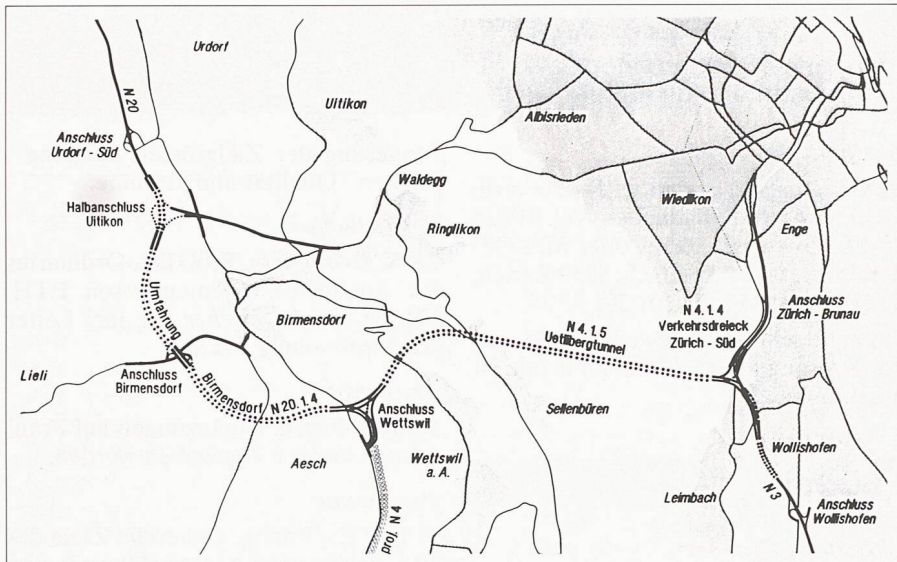 Urdorf
N 20
Uitikon
Anschluss
Urdorf - Süd
Albisrieden
Waldegg
Halbanschluss
Uitikon
Wiedikon
Ringlikon
Enge
Umfahrung
Birmensdorf
N 4.1.5
Uetlibergtunnel
N 4.1.4
Verkehrsdreieck
Zürich - Süd
Anschluss
Zürich - Brunau
Lieli
Anschluss
Birmensdorf
Birmensdorf
N 20.1.4
Anschluss
Wettswil
Sellenbüren
Aesch
Wettswil
a. A.
Wollishofen
Leimbach
N 3
proj. N 4
Anschluss
Wollishofen